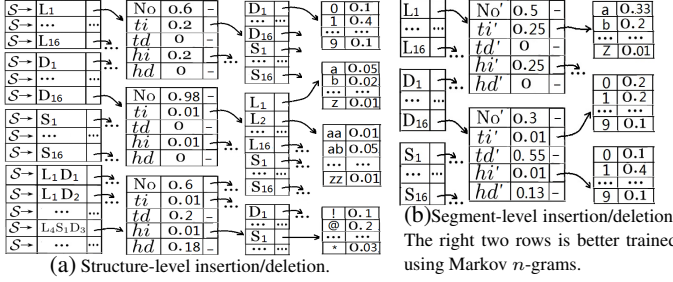 S→ L₁
S→ ... ...
S→ L₁₆ ...
S→ D₁
S→ ... ...
S→ D₁₆
S→ S₁
S→ ... ...
S→ S₁₆ ...
S→ L₁D₁
S→ L₁D₂ ...
S→ ... ...
S→ L₄S₁D₃
S→ ... ...
No 0.6 –
ti 0.2
td 0 –
hi 0.2
hd 0 –
...
No 0.98 –
ti 0.01
td 0 –
hi 0.01
hd 0 –
...
No 0.6 –
ti 0.01
td 0.2 –
hi 0.01
hd 0.18 –
D₁
... ...
D₁₆
S₁
... ...
S₁₆
...
L₁
L₂
... ...
L₁₆
S₁
... ...
S₁₆
...
D₁
... ...
S₁
... ...
0 0.1
1 0.4
... ...
9 0.1
a 0.05
b 0.02
... ...
z 0.01
aa 0.01
ab 0.05
... ...
zz 0.01
! 0.1
@ 0.2
... ...
* 0.03
(a) Structure-level insertion/deletion.
L₁
... ...
L₁₆ ...
D₁
... ...
D₁₆
S₁
... ...
S₁₆ ...
No' 0.5 –
ti' 0.25
td' 0 –
hi' 0.25
hd' 0 –
...
No' 0.3 –
ti' 0.01
td' 0.55 –
hi' 0.01
hd' 0.13 –
a 0.33
b 0.2
... ...
z 0.01
0 0.2
1 0.2
... ...
9 0.1
0 0.1
1 0.4
... ...
9 0.1
(b)Segment-level insertion/deletion
The right two rows is better trained
using Markov n-grams.